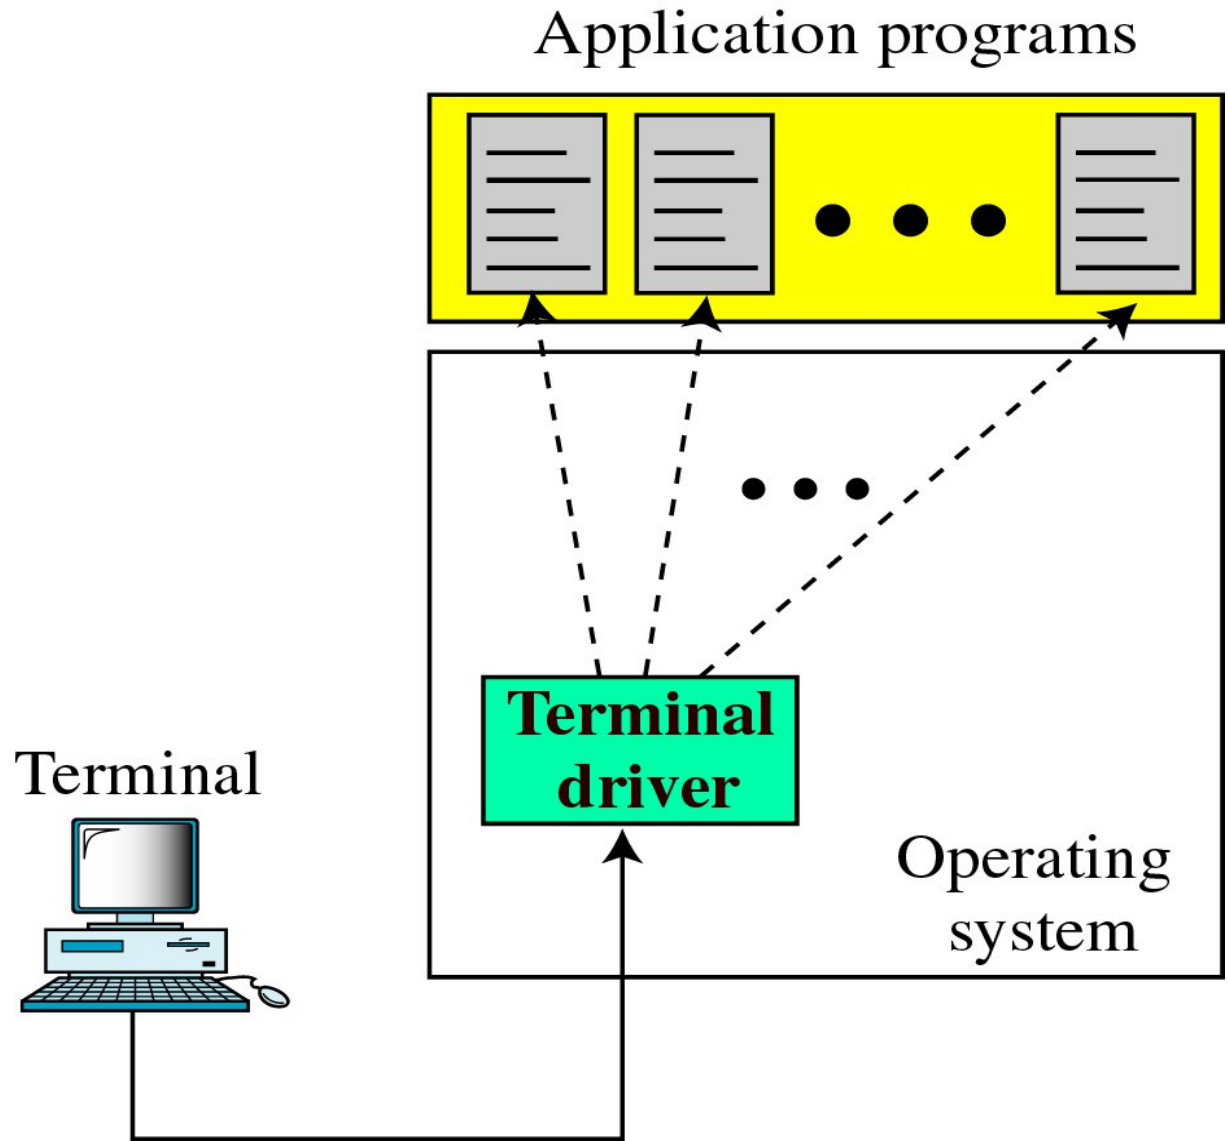 Application programs
Terminal
driver
Terminal
Operating
system